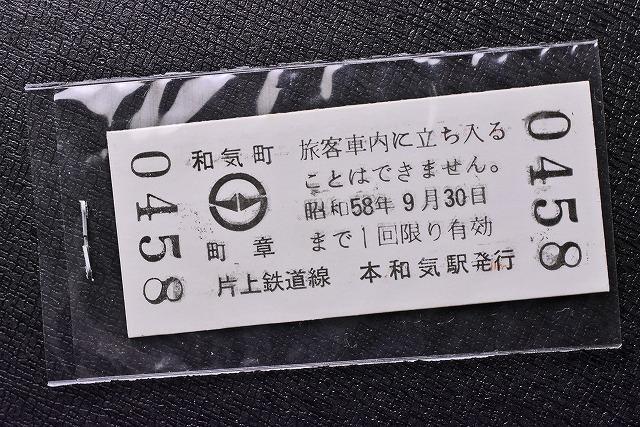 0458
和気町
町章
旅客車内に立ち入る
ことはできません。
昭和58年9月30日
まで1回限り有効
片上鉄道線 本和気駅発行
0458